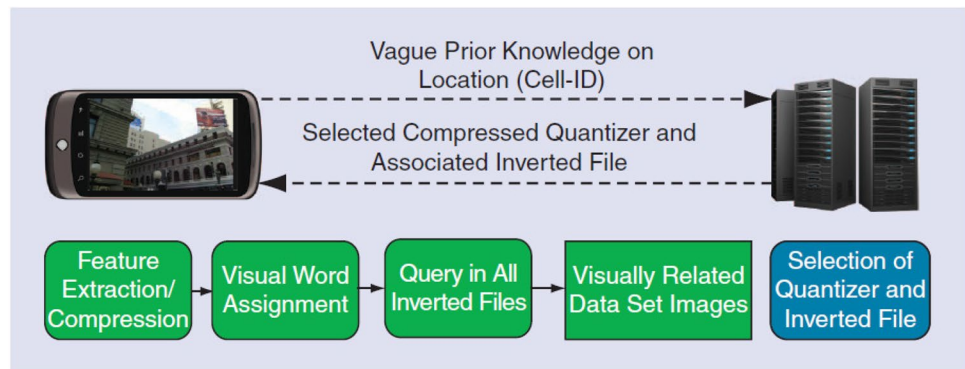 Vague Prior Knowledge on
Location (Cell-ID)
Selected Compressed Quantizer and
Associated Inverted File
Feature
Extraction/
Compression
Visual Word
Assignment
Query in All
Inverted Files
Visually Related
Data Set Images
Selection of
Quantizer and
Inverted File